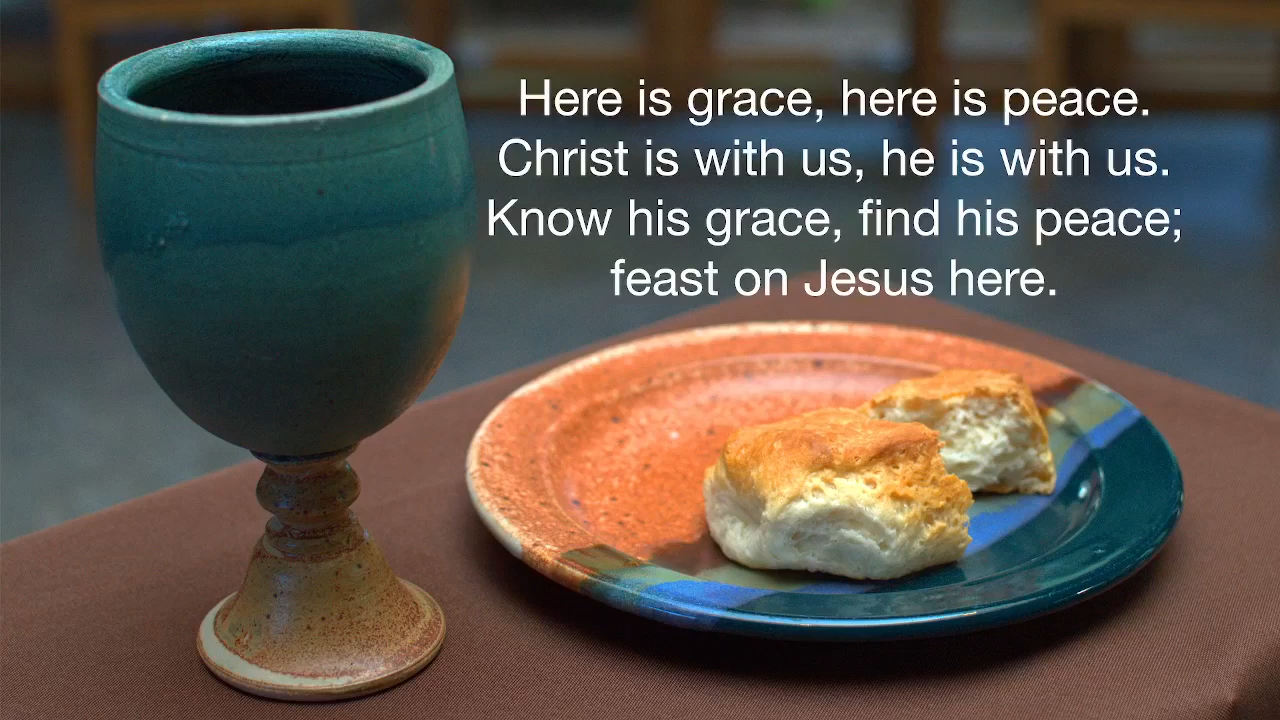 Here is grace, here is peace.
Christ is with us, he is with us.
Know his grace, find his peace;
feast on Jesus here.